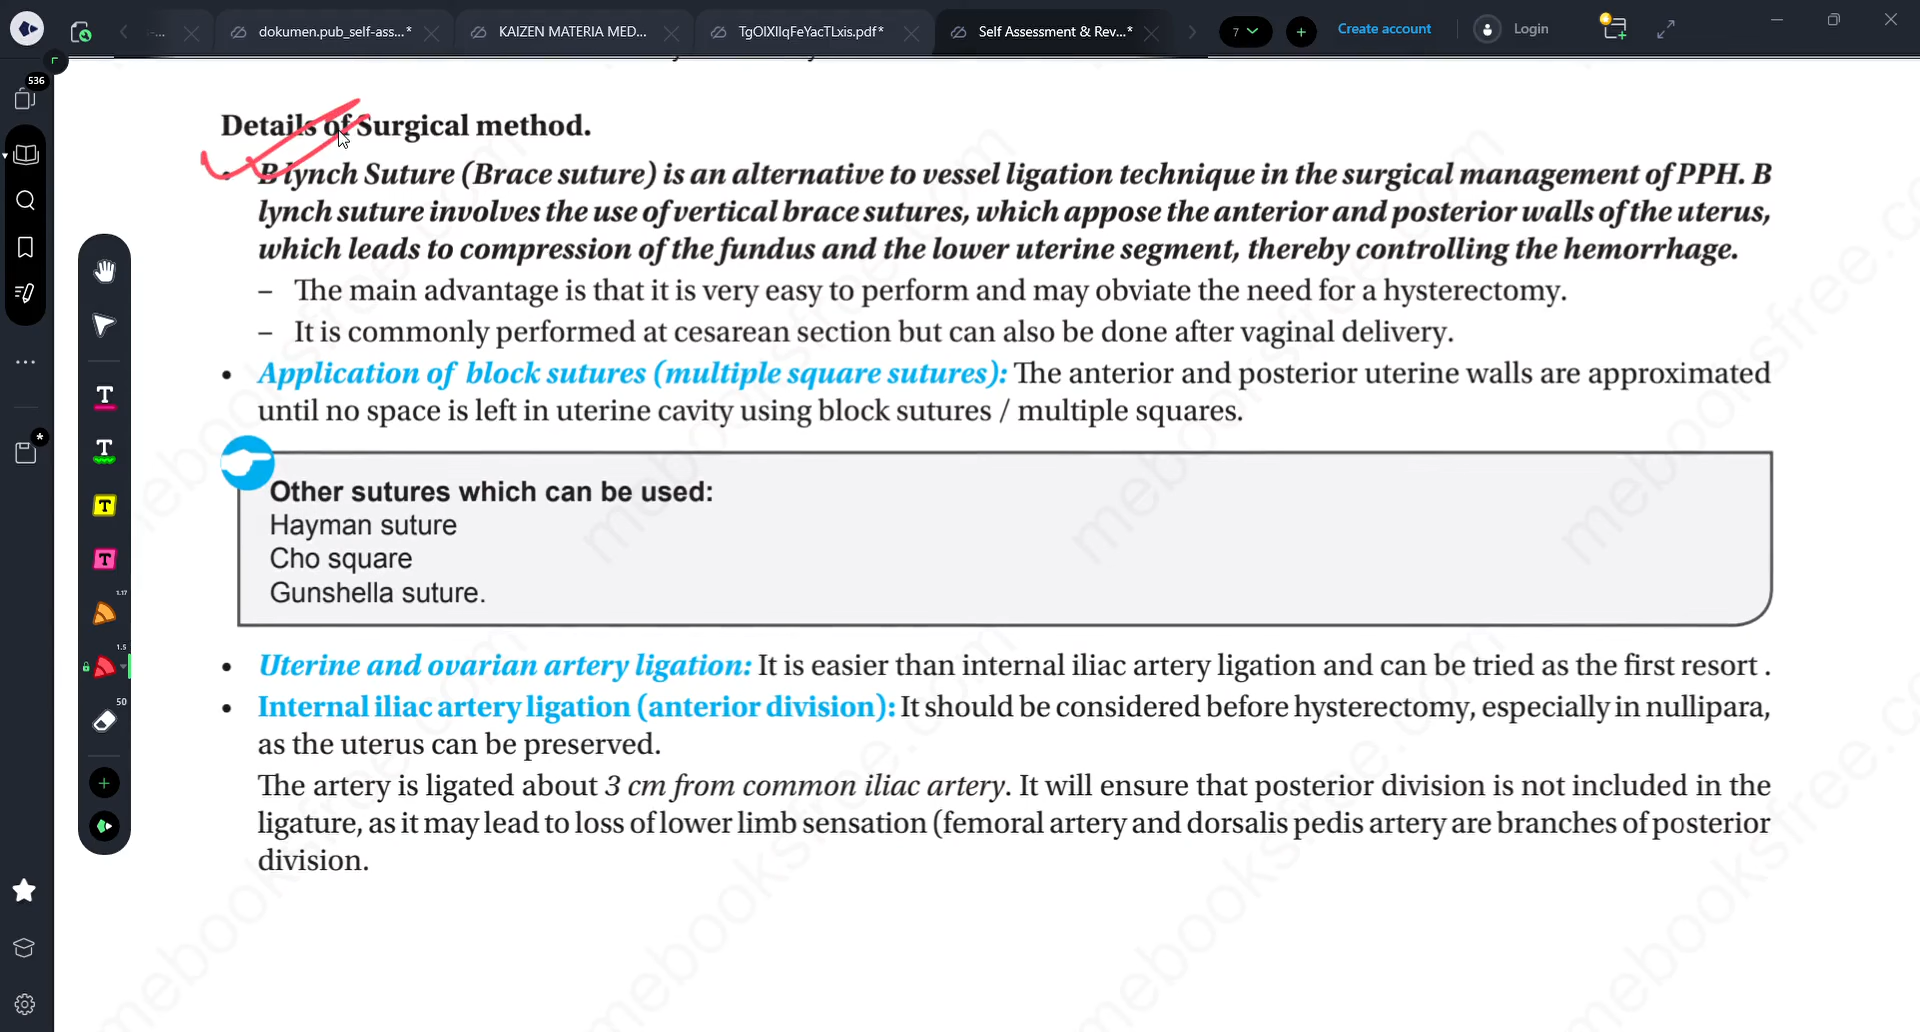 dokumen.pub_self-ass...* KAIZEN MATERIA MED... TgOIXIIqFeYacTLxis.pdf* Self Assessment & Rev...* 7 Create account Login
536
Details of Surgical method.
• B lynch Suture (Brace suture) is an alternative to vessel ligation technique in the surgical management of PPH. B
lynch suture involves the use of vertical brace sutures, which appose the anterior and posterior walls of the uterus,
which leads to compression of the fundus and the lower uterine segment, thereby controlling the hemorrhage.
– The main advantage is that it is very easy to perform and may obviate the need for a hysterectomy.
– It is commonly performed at cesarean section but can also be done after vaginal delivery.
• Application of block sutures (multiple square sutures): The anterior and posterior uterine walls are approximated
until no space is left in uterine cavity using block sutures / multiple squares.
Other sutures which can be used:
Hayman suture
Cho square
Gunshella suture.
• Uterine and ovarian artery ligation: It is easier than internal iliac artery ligation and can be tried as the first resort .
• Internal iliac artery ligation (anterior division): It should be considered before hysterectomy, especially in nullipara,
as the uterus can be preserved.
The artery is ligated about 3 cm from common iliac artery. It will ensure that posterior division is not included in the
ligature, as it may lead to loss of lower limb sensation (femoral artery and dorsalis pedis artery are branches of posterior
division.
1.17
1.5
50
mebooksfree.com